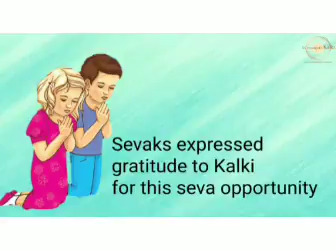 Sevaks expressed
gratitude to Kalki
for this seva opportunity